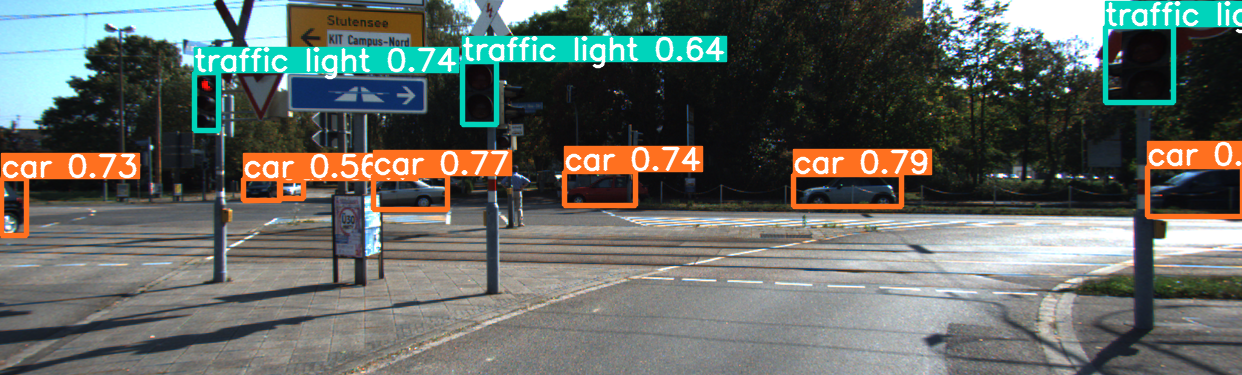 Stutensee
KIT Campus-Nord
traffic light 0.74
traffic light 0.64
traffic lig
car 0.73
car 0.56
car 0.77
car 0.74
car 0.79
car 0.
Ü30